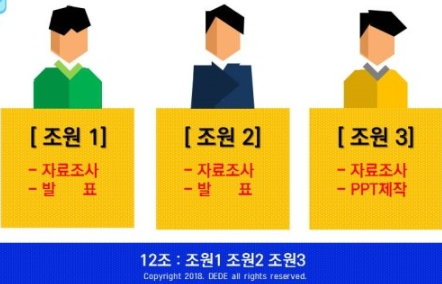 [ 조원 1]
- 자료조사
- 발 표
[ 조원 2]
- 자료조사
- 발 표
[ 조원 3]
- 자료조사
- PPT제작
12조 : 조원1 조원2 조원3
Copyright 2018. DEDE all rights reserved.